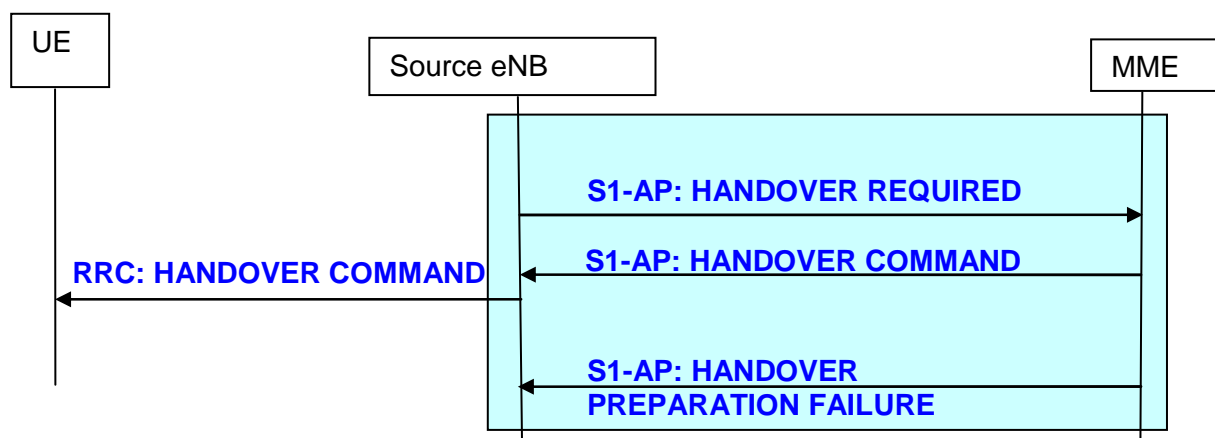 UE
Source eNB
MME
S1-AP: HANDOVER REQUIRED
S1-AP: HANDOVER COMMAND
RRC: HANDOVER COMMAND
S1-AP: HANDOVER
PREPARATION FAILURE